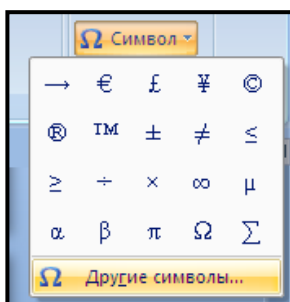 Ω Символ
→ € £ ¥ ©
® ™ ± ≠ ≤
≥ ÷ × ∞ µ
α β π Ω Σ
Ω Другие символы...